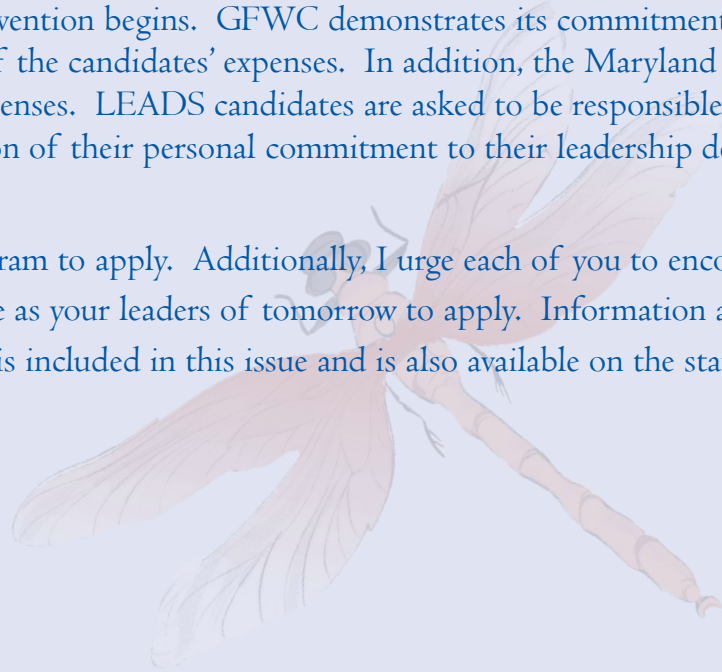 vention begins. GFWC demonstrates its commitment
f the candidates' expenses. In addition, the Maryland
enses. LEADS candidates are asked to be responsible
on of their personal commitment to their leadership de
ram to apply. Additionally, I urge each of you to enco
e as your leaders of tomorrow to apply. Information a
is included in this issue and is also available on the sta